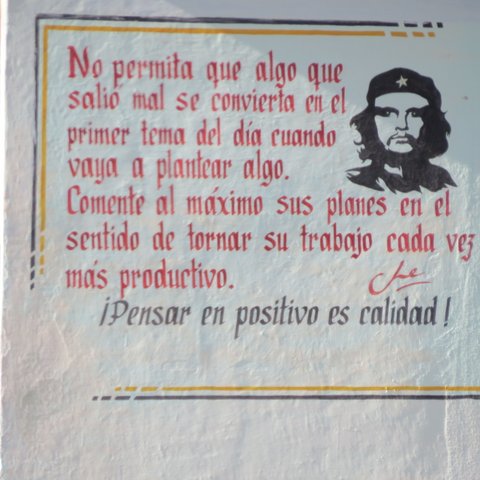 No permita que algo que
salió mal se convierta en el
primer tema del día cuando
vaya a plantear algo.
Comente al máximo sus planes en el
sentido de tornar su trabajo cada vez
más productivo.
Che
¡Pensar en positivo es calidad!